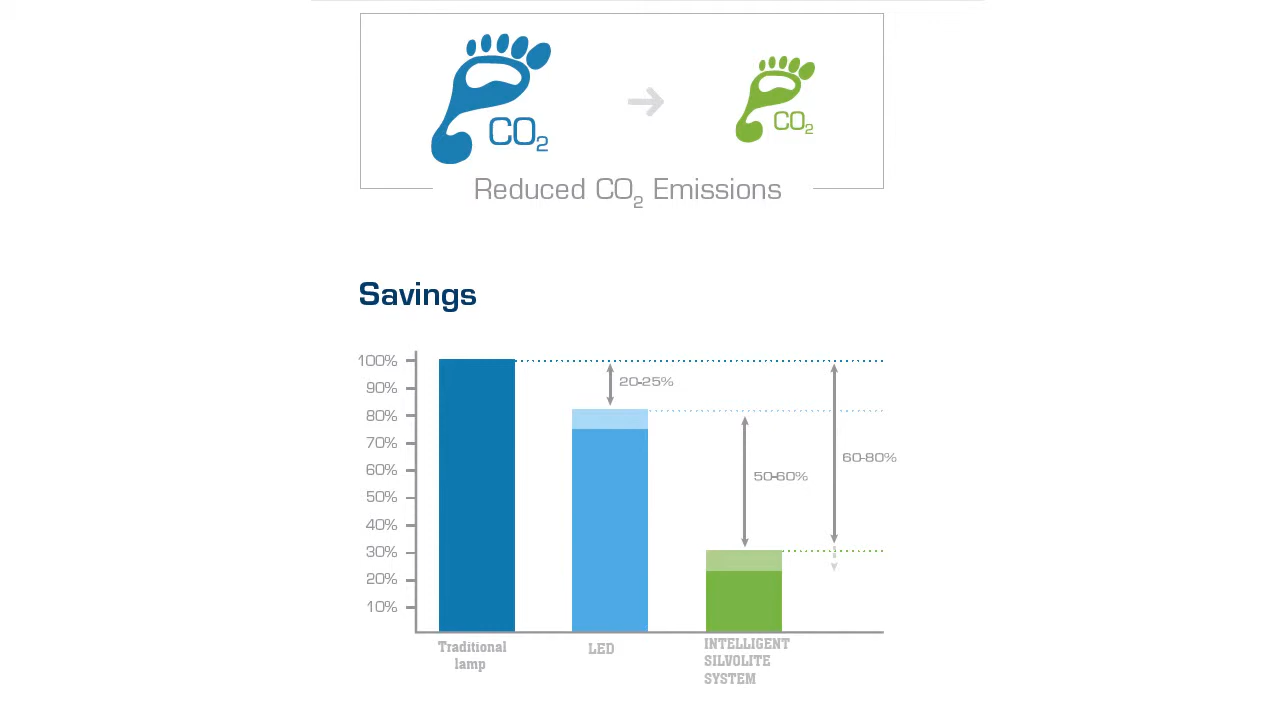 CO2
CO2
Reduced CO2 Emissions
Savings
100%
90%
80%
70%
60%
50%
40%
30%
20%
10%
20-25%
50-60%
60-80%
Traditional
lamp
LED
INTELLIGENT
SILVOLITE
SYSTEM